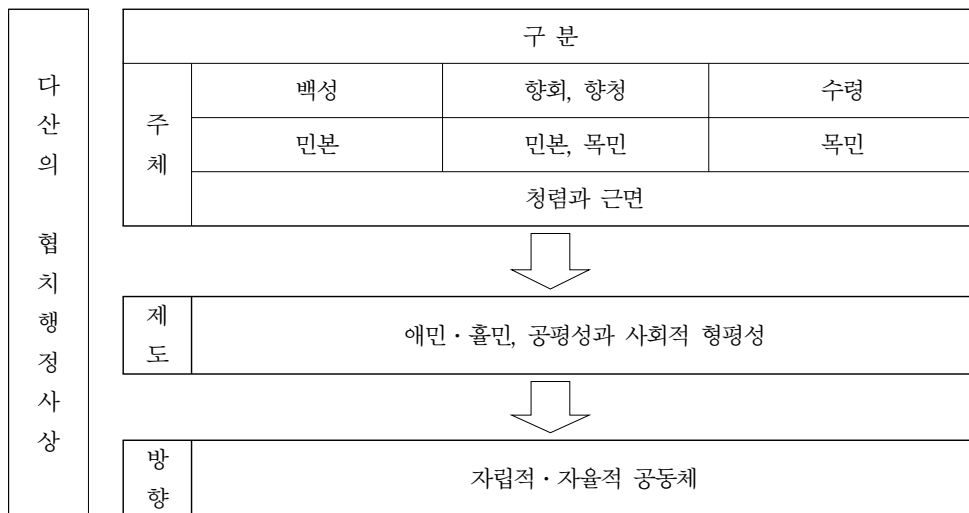 다산의 협치행정사상
구 분
주체
백성 향회, 향청 수령
민본 민본, 목민 목민
청렴과 근면
제도
애민·휼민, 공평성과 사회적 형평성
방향
자립적·자율적 공동체